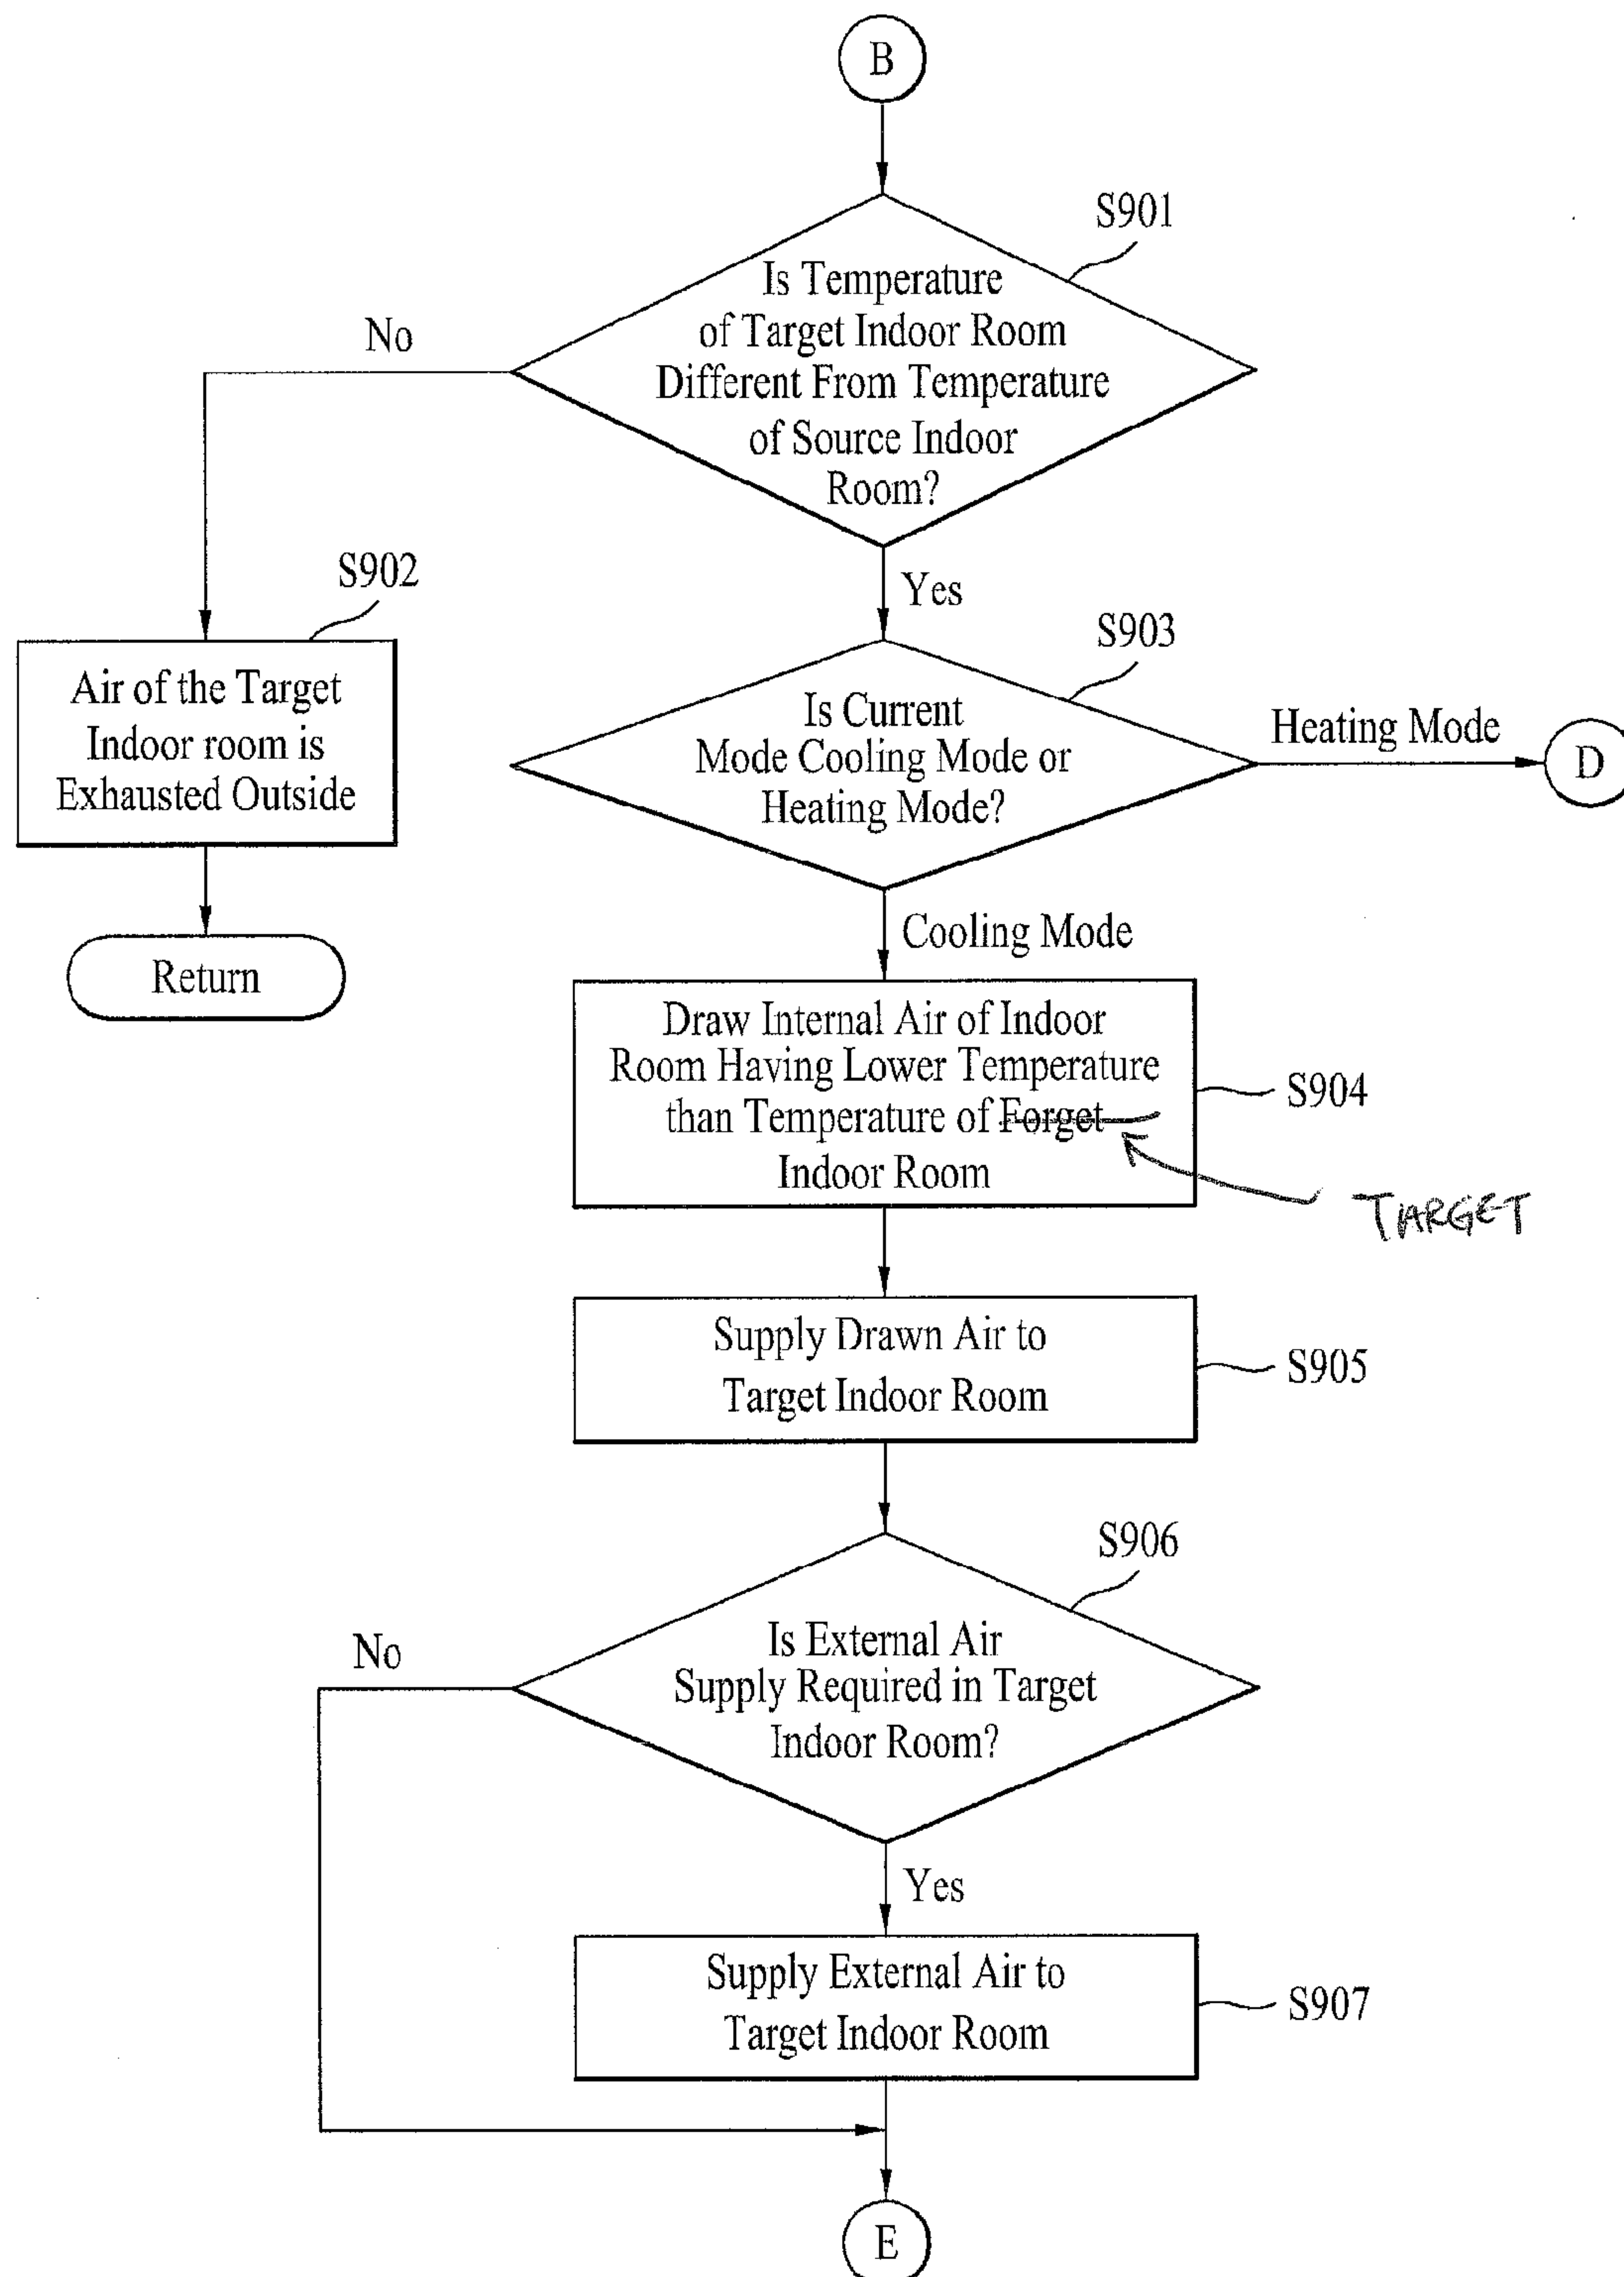 B
S901
Is Temperature
of Target Indoor Room
Different From Temperature
of Source Indoor
Room?
No
Yes
S902
Air of the Target
Indoor room is
Exhausted Outside
Return
S903
Is Current
Mode Cooling Mode or
Heating Mode?
Heating Mode
D
Cooling Mode
Draw Internal Air of Indoor
Room Having Lower Temperature
than Temperature of Forget
Indoor Room
S904
TARGET
Supply Drawn Air to
Target Indoor Room
S905
S906
Is External Air
Supply Required in Target
Indoor Room?
No
Yes
Supply External Air to
Target Indoor Room
S907
E